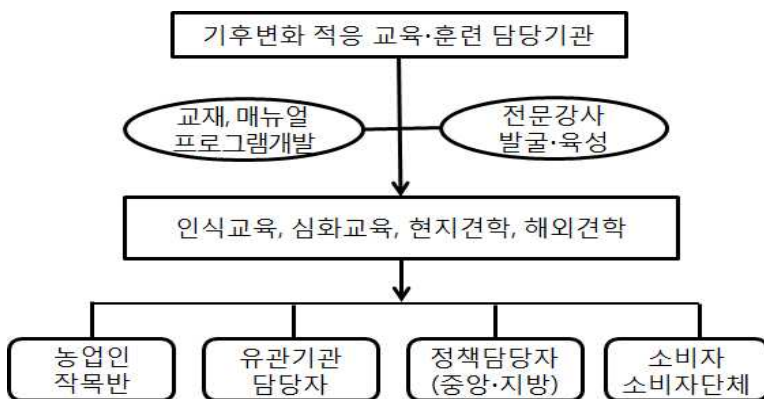 기후변화 적응 교육·훈련 담당기관
교재, 매뉴얼
프로그램개발
전문강사
발굴·육성
인식교육, 심화교육, 현지견학, 해외견학
농업인
작목반
유관기관
담당자
정책담당자
(중앙·지방)
소비자
소비자단체